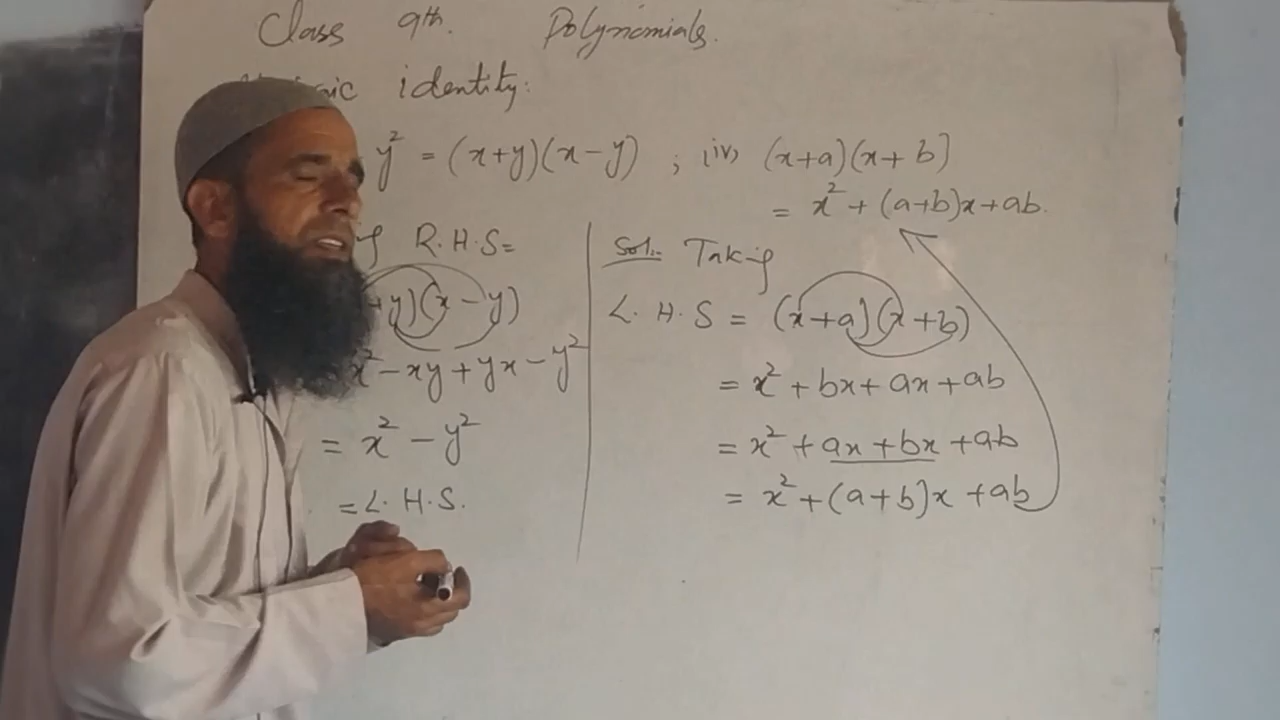 Class 9th. Polynomials.
identity:
y² = (x+y)(x-y) ; (iv) (x+a)(x+b)
= x² + (a+b)x+ab.
R.H.S=
+y)(x-y)
x²-xy+yx-y²
= x² - y²
=L.H.S.
Sol:. Taking
L.H.S = (x+a)(x+b)
= x² + bx + ax + ab
= x² + ax + bx + ab
= x² + (a+b)x + ab